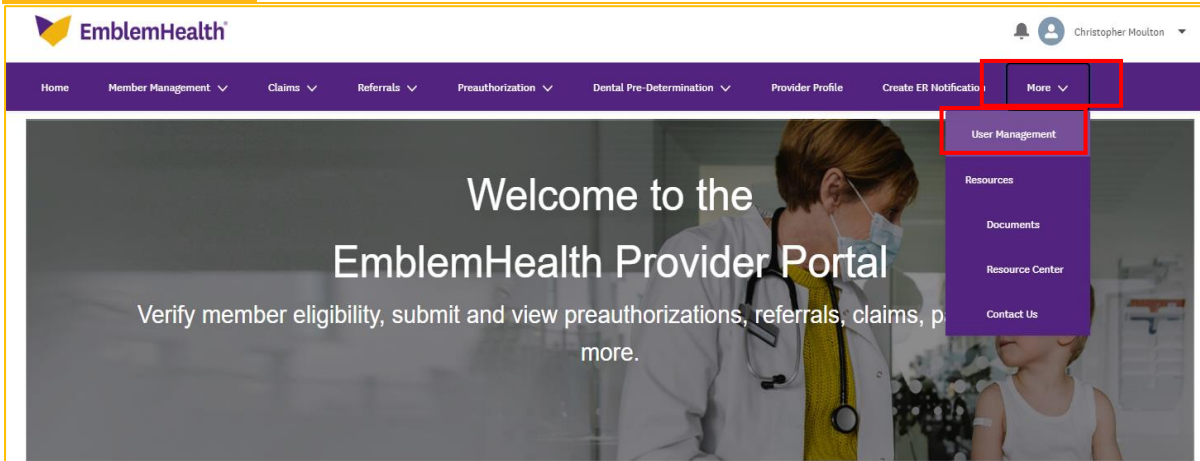 EmblemHealth
Christopher Moulton
Home Member Management Claims Referrals Preauthorization Dental Pre-Determination Provider Profile Create ER Notification More
User Management
Resources
Documents
Resource Center
Contact Us
Welcome to the
EmblemHealth Provider Portal
Verify member eligibility, submit and view preauthorizations, referrals, claims,
more.